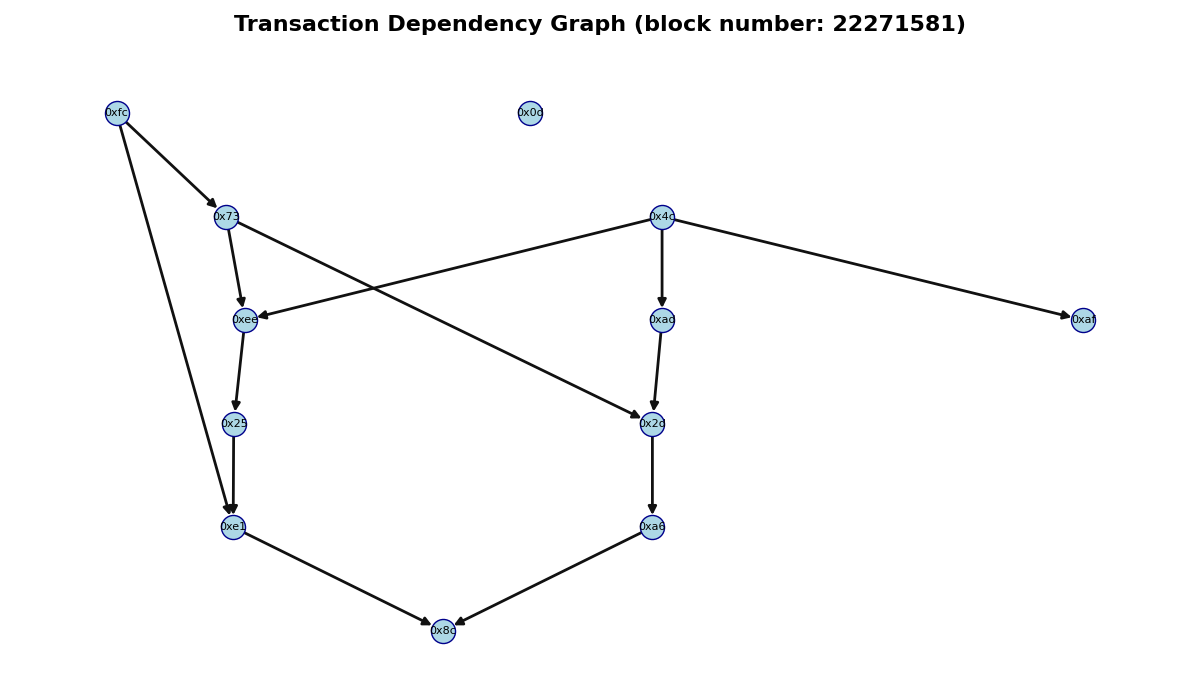 Transaction Dependency Graph (block number: 22271581)
0xfc
0x0d
0x73
0x4c
0xee
0xad
0xaf
0x25
0x2d
0xe1
0xa6
0x8c